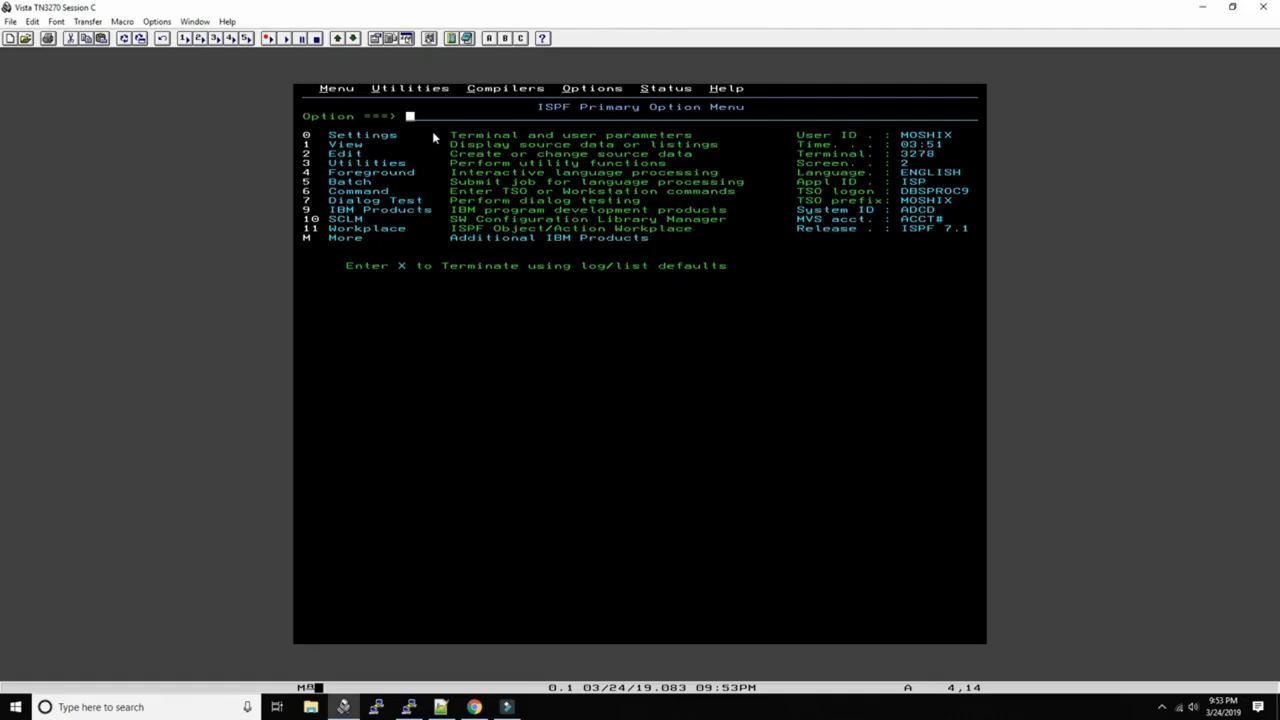 Vista TN3270 Session C
File Edit Font Transfer Macro Options Window Help
1 2 3 4 5 A B C ?
Menu Utilities Compilers Options Status Help
ISPF Primary Option Menu
Option ===>
0 Settings Terminal and user parameters User ID . : MOSHIX
1 View Display source data or listings Time. . . : 03:51
2 Edit Create or change source data Terminal. : 3278
3 Utilities Perform utility functions Screen. . : 2
4 Foreground Interactive language processing Language. : ENGLISH
5 Batch Submit job for language processing Appl ID . : ISP
6 Command Enter TSO or Workstation commands TSO logon : DBSPROC9
7 Dialog Test Perform dialog testing TSO prefix: MOSHIX
9 IBM Products IBM program development products System ID : ADCD
10 SCLM SW Configuration Library Manager MVS acct. : ACCT#
11 Workplace ISPF Object/Action Workplace Release . : ISPF 7.1
M More Additional IBM Products
Enter X to Terminate using log/list defaults
0.1 03/24/19.083 09:53PM A 4,14
Type here to search
9:53 PM
3/24/2019